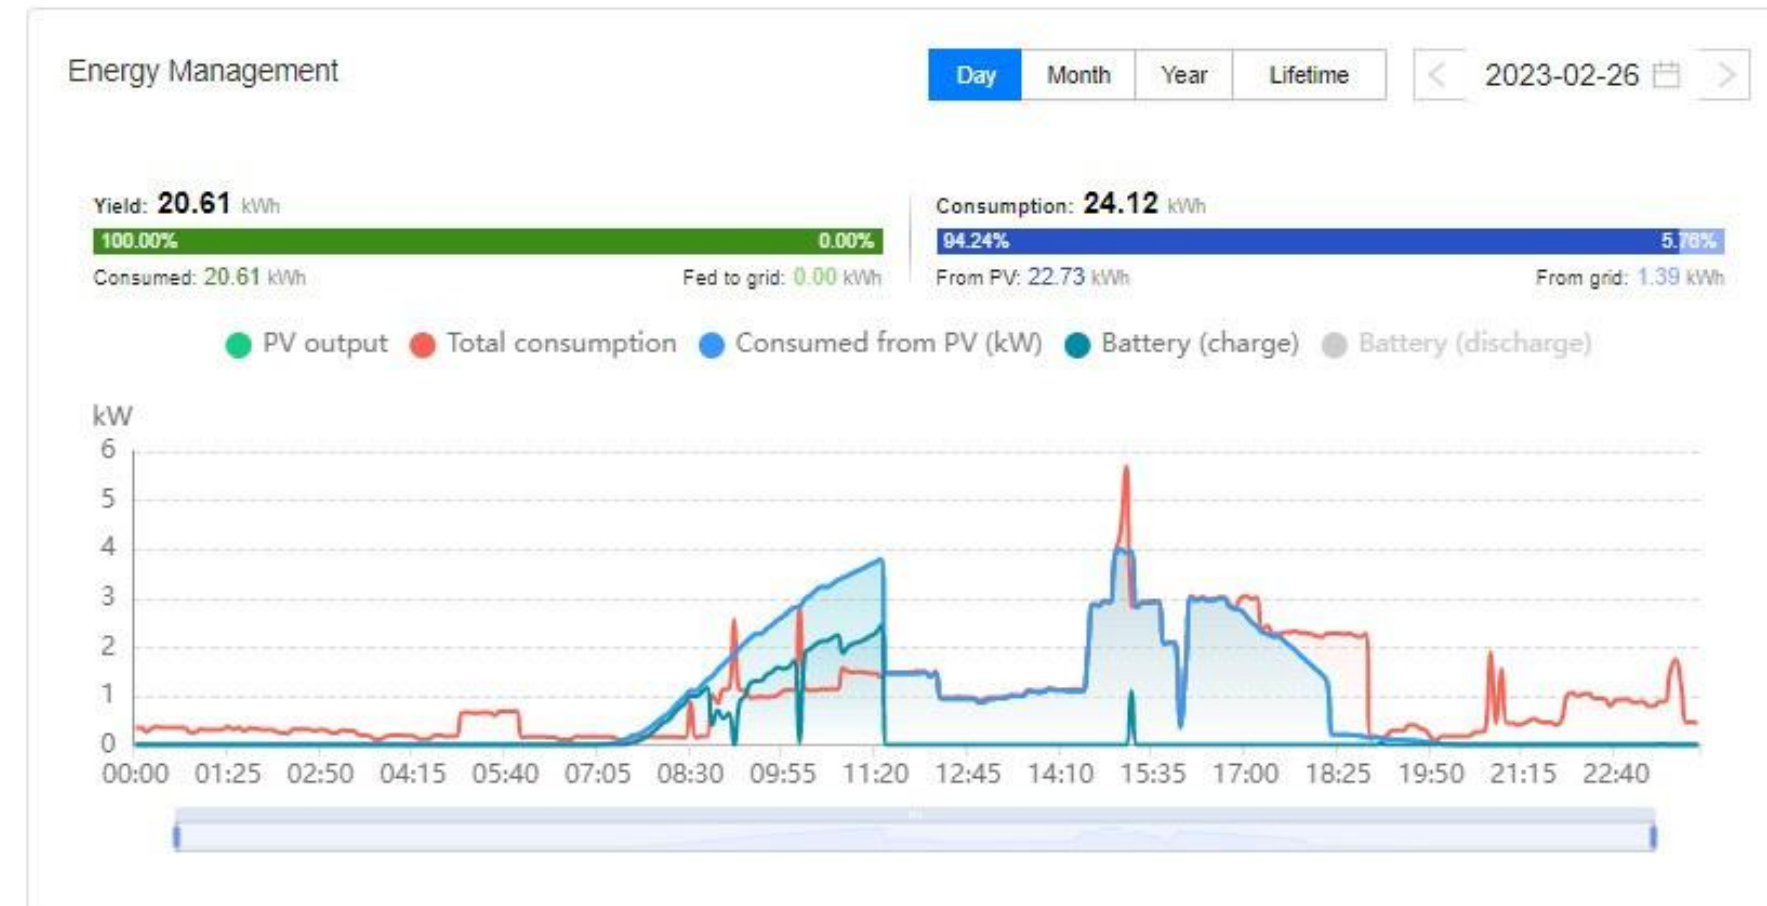 Energy Management
Day Month Year Lifetime < 2023-02-26 >
Yield: 20.61 kWh
Consumption: 24.12 kWh
100.00% 0.00%
94.24% 5.76%
Consumed: 20.61 kWh Fed to grid: 0.00 kWh
From PV: 22.73 kWh From grid: 1.39 kWh
PV output Total consumption Consumed from PV (kW) Battery (charge) Battery (discharge)
kW
6
5
4
3
2
1
0
00:00 01:25 02:50 04:15 05:40 07:05 08:30 09:55 11:20 12:45 14:10 15:35 17:00 18:25 19:50 21:15 22:40